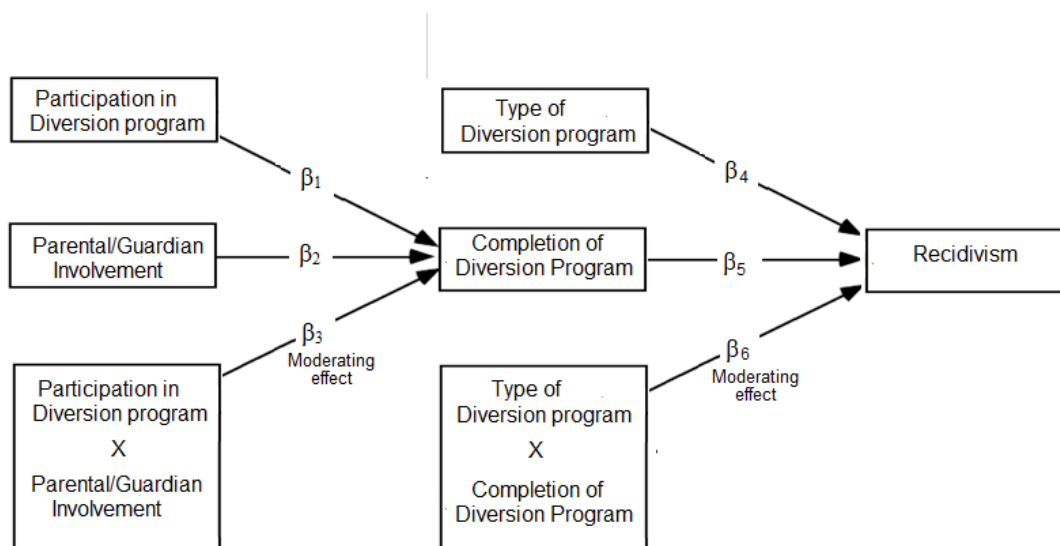 Participation in
Diversion program
β1
Parental/Guardian
Involvement
β2
β3
Moderating
effect
Participation in
Diversion program
X
Parental/Guardian
Involvement
Type of
Diversion program
β4
Completion of
Diversion Program
β5
β6
Moderating
effect
Type of
Diversion program
X
Completion of
Diversion Program
Recidivism